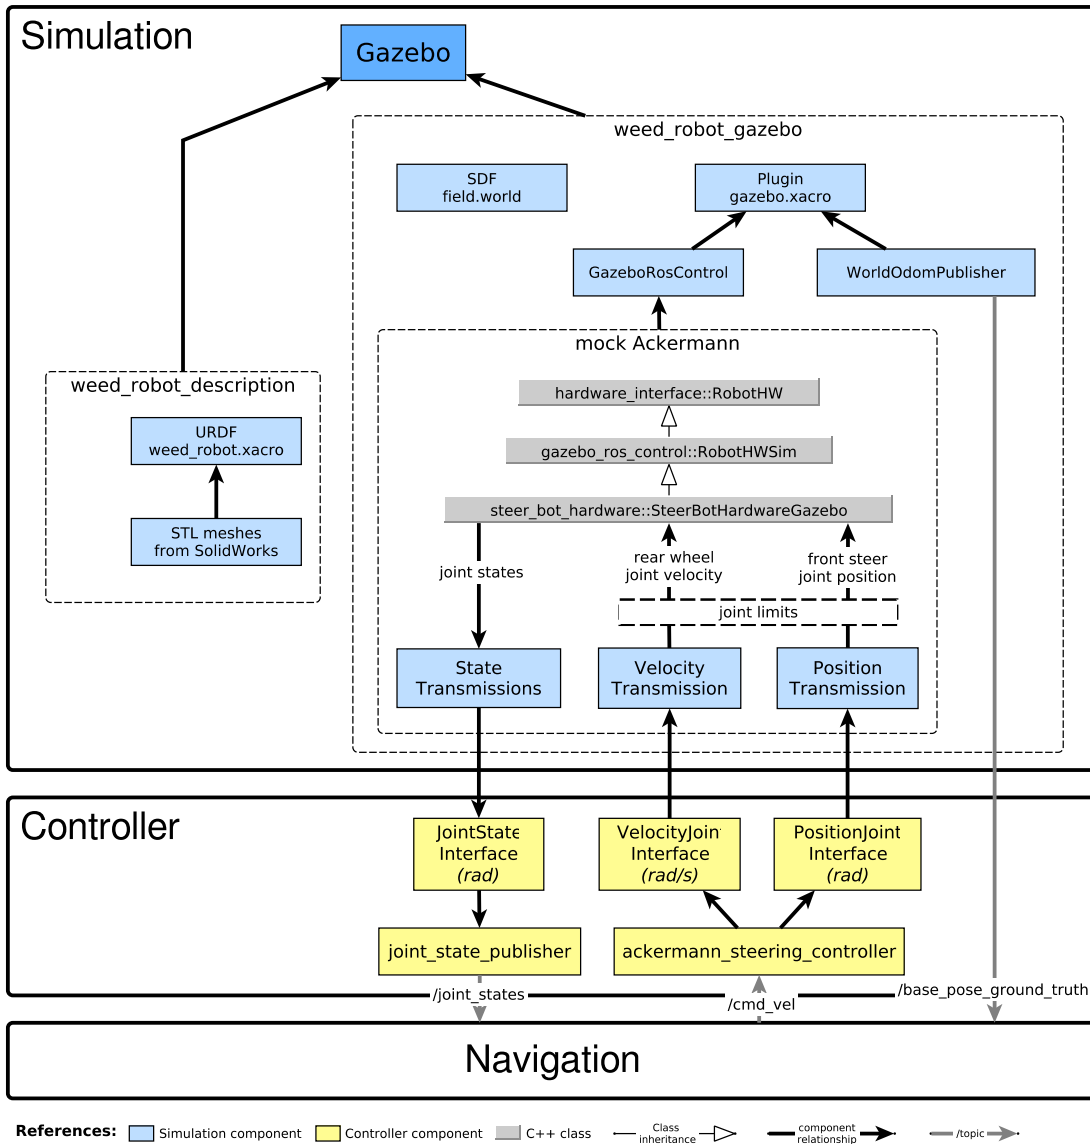 Simulation
Gazebo
weed_robot_gazebo
SDF
field.world
Plugin
gazebo.xacro
GazeboRosControl
WorldOdomPublisher
mock Ackermann
hardware_interface::RobotHW
gazebo_ros_control::RobotHWSim
steer_bot_hardware::SteerBotHardwareGazebo
weed_robot_description
URDF
weed_robot.xacro
STL meshes
from SolidWorks
joint states
rear wheel
joint velocity
front steer
joint position
joint limits
State
Transmissions
Velocity
Transmission
Position
Transmission
Controller
JointState
Interface
(rad)
VelocityJoin
Interface
(rad/s)
PositionJoint
Interface
(rad)
joint_state_publisher
ackermann_steering_controller
/joint_states
/cmd_vel
/base_pose_ground_truth
Navigation
References:
Simulation component
Controller component
C++ class
Class
inheritance
component
relationship
/topic